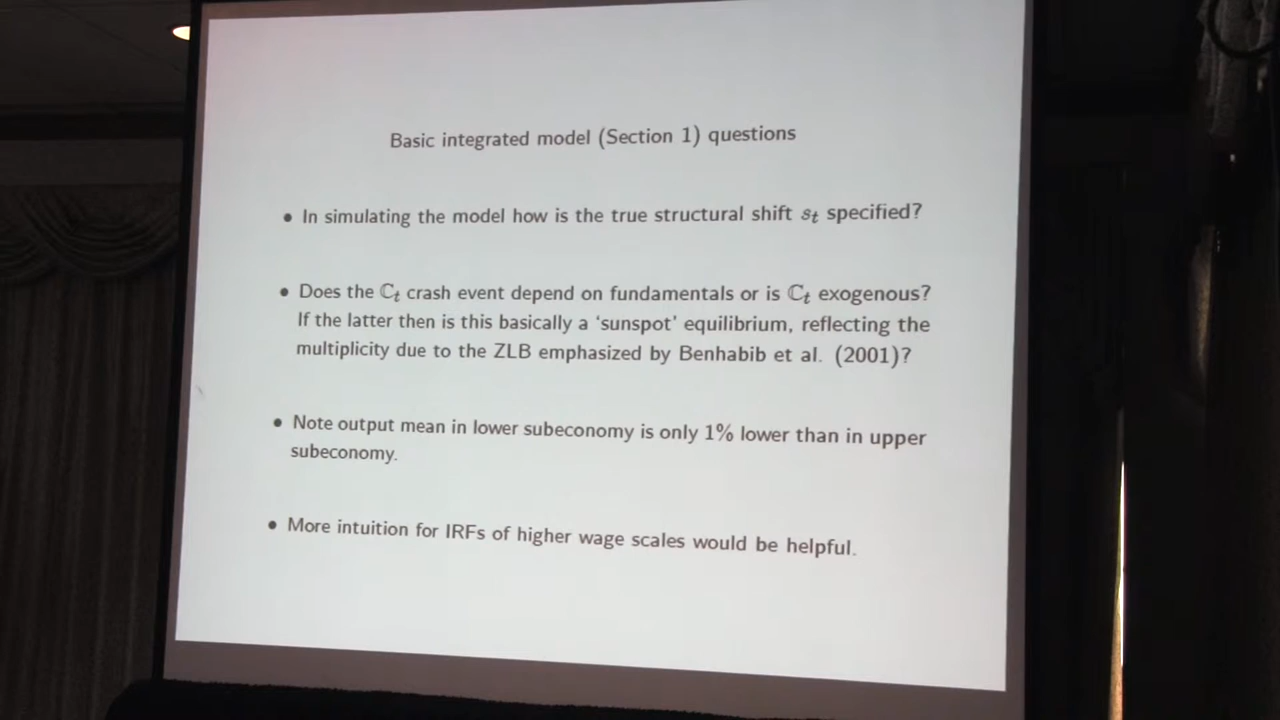 Basic integrated model (Section 1) questions
• In simulating the model how is the true structural shift sₜ specified?
• Does the ℂₜ crash event depend on fundamentals or is ℂₜ exogenous?
If the latter then is this basically a ‘sunspot’ equilibrium, reflecting the
multiplicity due to the ZLB emphasized by Benhabib et al. (2001)?
• Note output mean in lower subeconomy is only 1% lower than in upper
subeconomy.
• More intuition for IRFs of higher wage scales would be helpful.